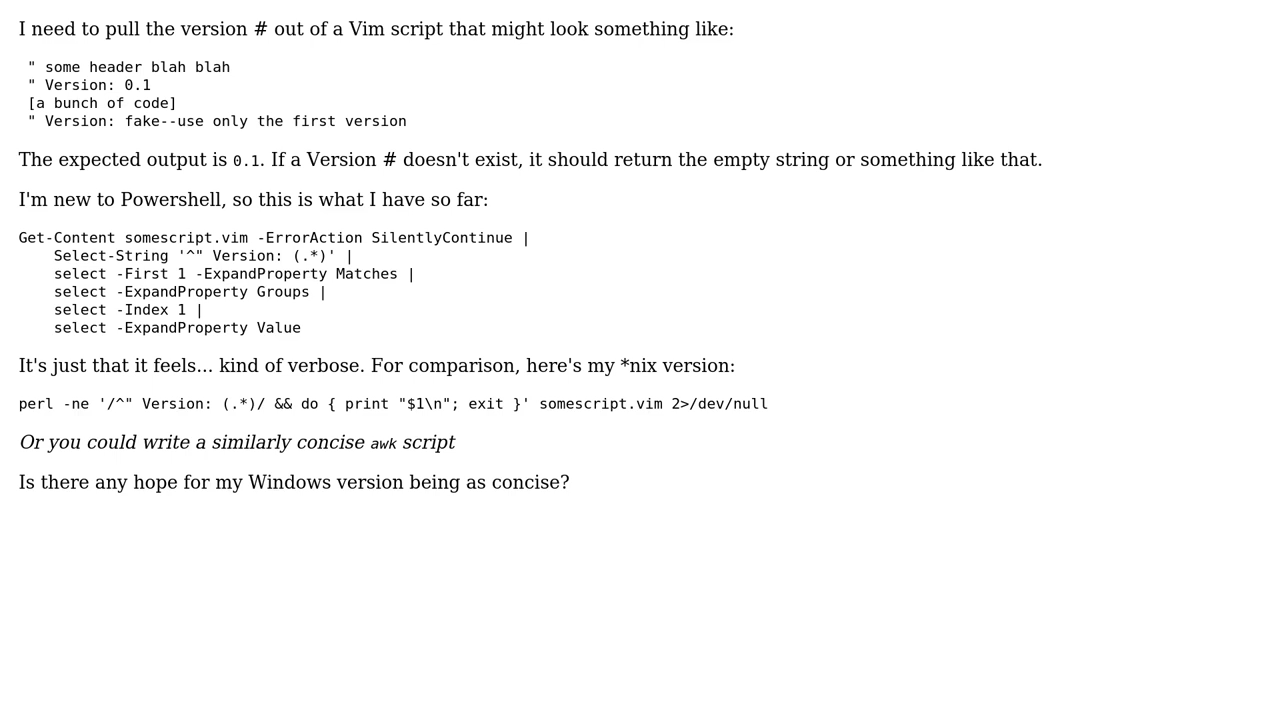 I need to pull the version # out of a Vim script that might look something like:
" some header blah blah
" Version: 0.1
[a bunch of code]
" Version: fake--use only the first version
The expected output is 0.1. If a Version # doesn't exist, it should return the empty string or something like that.
I'm new to Powershell, so this is what I have so far:
Get-Content somescript.vim -ErrorAction SilentlyContinue |
    Select-String '^" Version: (.*)' |
    select -First 1 -ExpandProperty Matches |
    select -ExpandProperty Groups |
    select -Index 1 |
    select -ExpandProperty Value
It's just that it feels... kind of verbose. For comparison, here's my *nix version:
perl -ne '/^" Version: (.*)/ && do { print "$1\n"; exit }' somescript.vim 2>/dev/null
Or you could write a similarly concise awk script
Is there any hope for my Windows version being as concise?